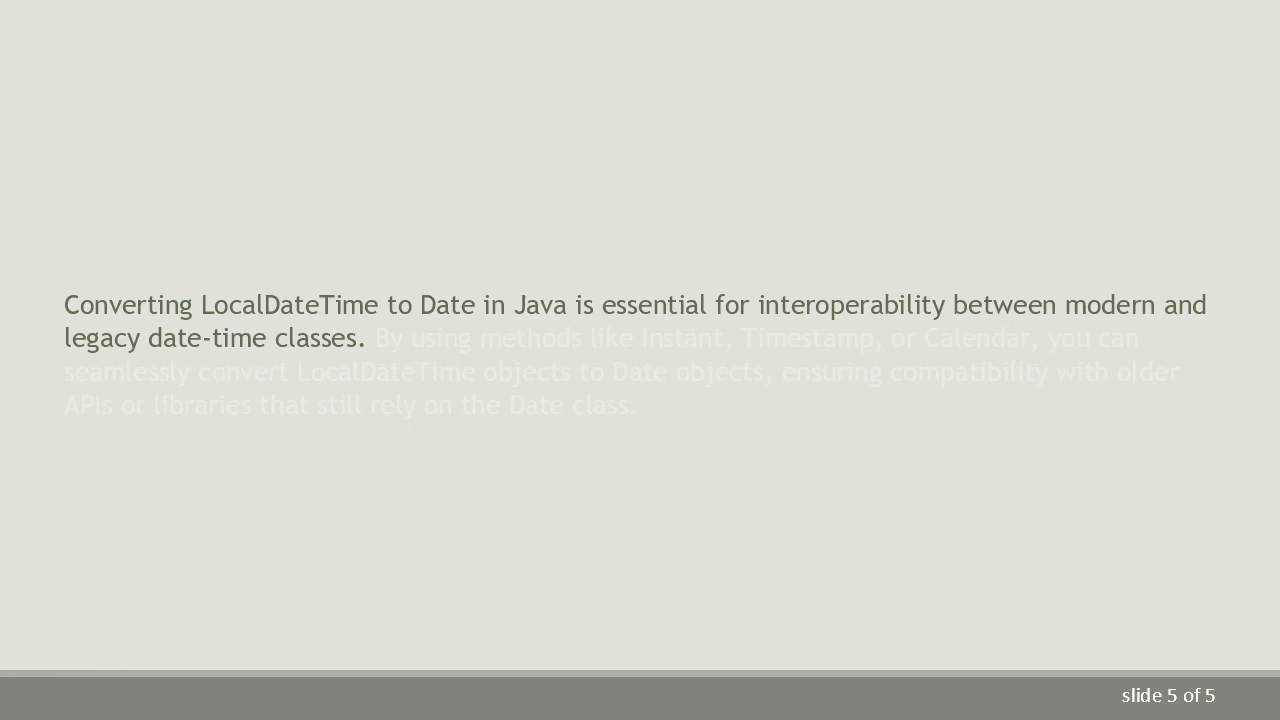 Converting LocalDateTime to Date in Java is essential for interoperability between modern and
legacy date-time classes. By using methods like Instant, Timestamp, or Calendar, you can
seamlessly convert LocalDateTime objects to Date objects, ensuring compatibility with older
APIs or libraries that still rely on the Date class.
slide 5 of 5